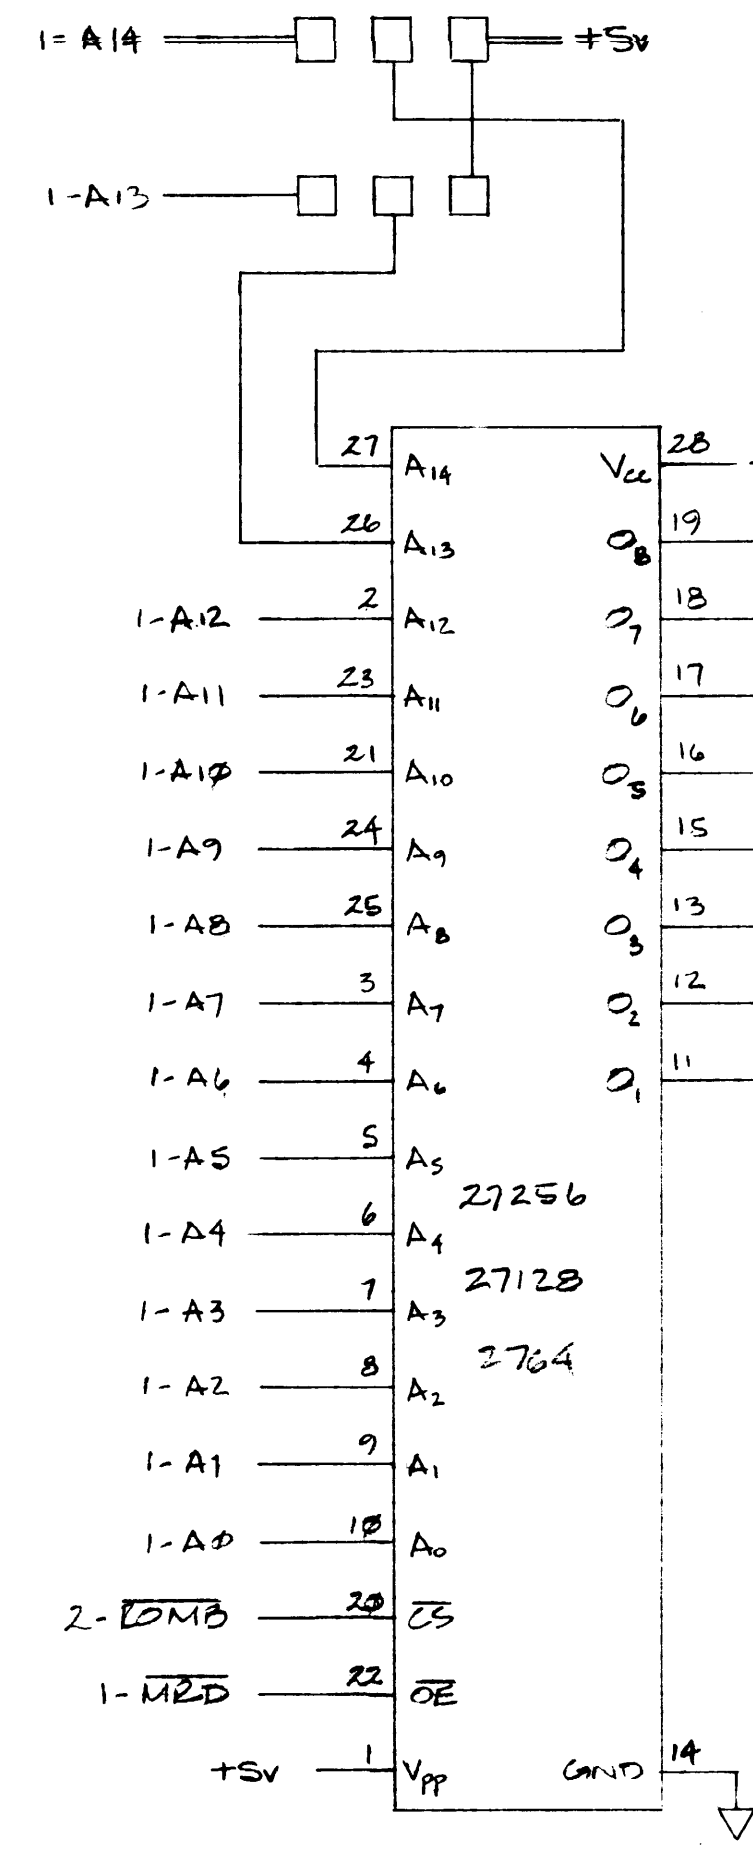 1-A14 +5V
1-A13
27 A14 VCC 28
26 A13 O8 19
1-A12 2 A12 O7 18
1-A11 23 A11 O6 17
1-A1Ø 21 A10 O5 16
1-A9 24 A9 O4 15
1-A8 25 A8 O3 13
1-A7 3 A7 O2 12
1-A6 4 A6 O1 11
1-A5 5 A5
27256
1-A4 6 A4
27128
1-A3 7 A3
2764
1-A2 8 A2
1-A1 9 A1
1-AØ 1Ø A0
2-ROMB 2Ø CS
1-MRD 22 OE
+5V 1 VPP GND 14